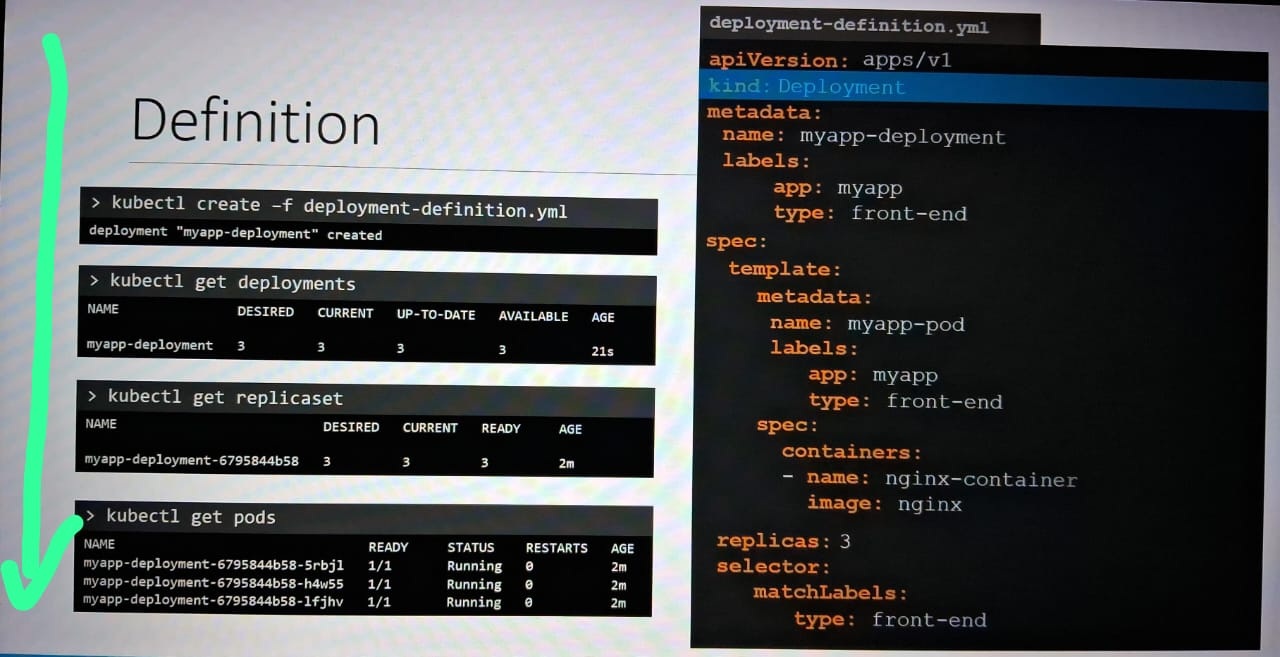 Definition
> kubectl create –f deployment-definition.yml
deployment "myapp-deployment" created
> kubectl get deployments
NAME DESIRED CURRENT UP-TO-DATE AVAILABLE AGE
myapp-deployment 3 3 3 3 21s
> kubectl get replicaset
NAME DESIRED CURRENT READY AGE
myapp-deployment-6795844b58 3 3 3 2m
> kubectl get pods
NAME READY STATUS RESTARTS AGE
myapp-deployment-6795844b58-5rbjl 1/1 Running 0 2m
myapp-deployment-6795844b58-h4w55 1/1 Running 0 2m
myapp-deployment-6795844b58-lfjhv 1/1 Running 0 2m
deployment-definition.yml
apiVersion: apps/v1
kind: Deployment
metadata:
name: myapp-deployment
labels:
app: myapp
type: front-end
spec:
template:
metadata:
name: myapp-pod
labels:
app: myapp
type: front-end
spec:
containers:
- name: nginx-container
image: nginx
replicas: 3
selector:
matchLabels:
type: front-end